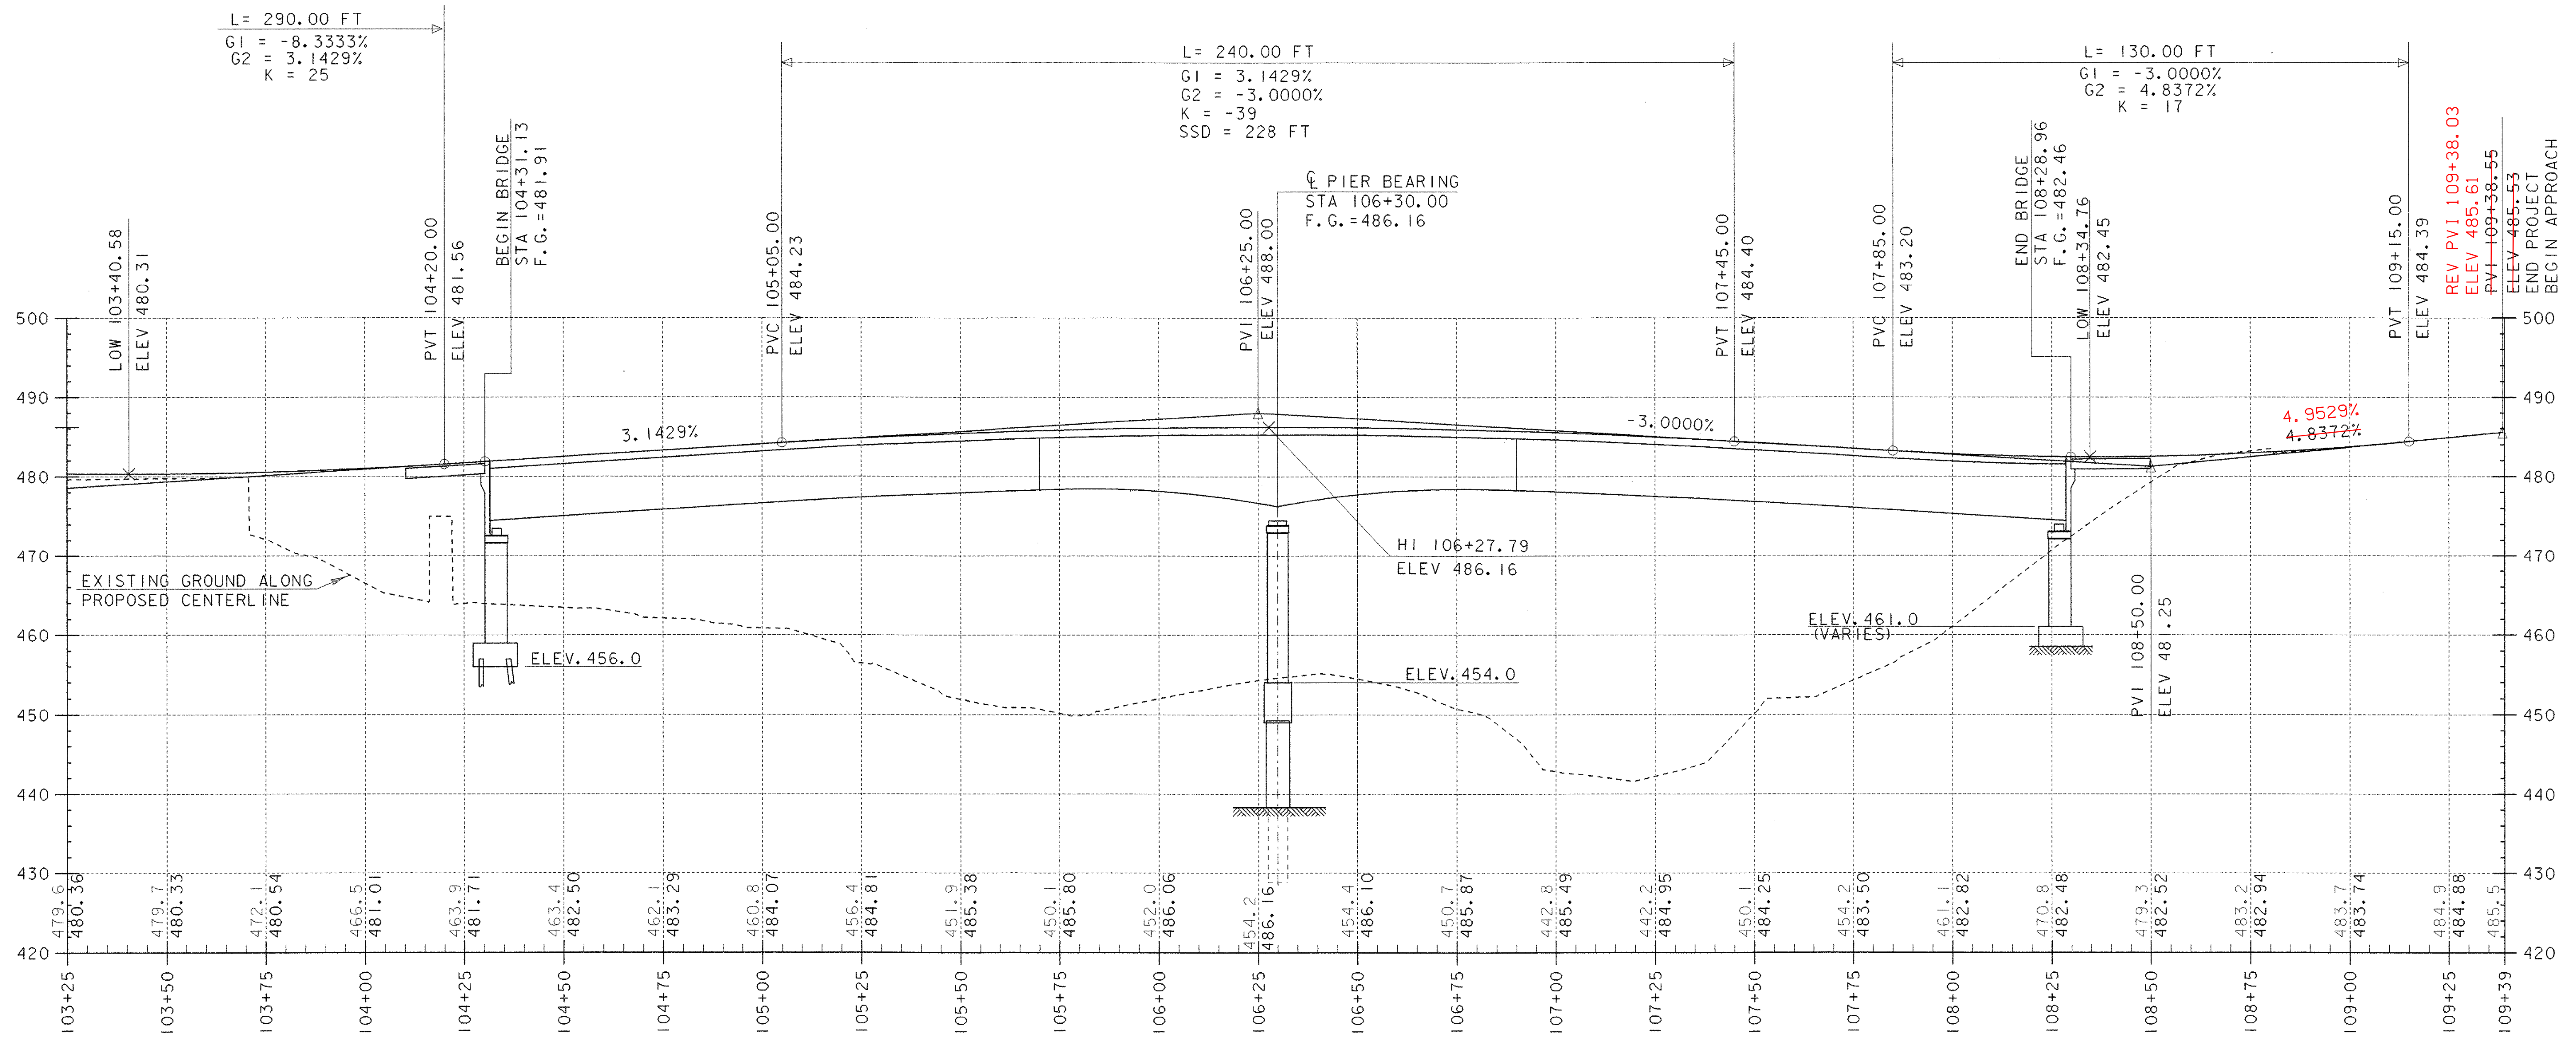 L= 290.00 FT
G1 = -8.3333%
G2 = 3.1429%
K = 25
L= 240.00 FT
G1 = 3.1429%
G2 = -3.0000%
K = -39
SSD = 228 FT
L= 130.00 FT
G1 = -3.0000%
G2 = 4.8372%
K = 17
LOW 103+40.58
ELEV 480.31
PVT 104+20.00
ELEV 481.56
BEGIN BRIDGE
STA 104+31.13
F.G.=481.91
PVC 105+05.00
ELEV 484.23
PVI 106+25.00
ELEV 488.00
℄ PIER BEARING
STA 106+30.00
F.G.=486.16
PVT 107+45.00
ELEV 484.40
PVC 107+85.00
ELEV 483.20
END BRIDGE
STA 108+28.96
F.G.=482.46
LOW 108+34.76
ELEV 482.45
PVT 109+15.00
ELEV 484.39
REV PVI 109+38.03
ELEV 485.61
PVI 109+38.55
ELEV 485.53
END PROJECT
BEGIN APPROACH
500
490
480
470
460
450
440
430
420
500
490
480
470
460
450
440
430
420
3.1429%
-3.0000%
4.9529%
4.8372%
HI 106+27.79
ELEV 486.16
EXISTING GROUND ALONG
PROPOSED CENTERLINE
ELEV.456.0
ELEV.454.0
ELEV.461.0
(VARIES)
PVI 108+50.00
ELEV 481.25
479.6
480.36
479.7
480.33
472.1
480.54
466.5
481.01
463.9
481.71
463.4
482.50
462.1
483.29
460.8
484.07
456.4
484.81
451.9
485.38
450.1
485.80
452.0
486.06
454.2
486.16
454.4
486.10
450.7
485.87
442.8
485.49
442.2
484.95
450.1
484.25
454.2
483.50
461.1
482.82
470.8
482.48
479.3
482.52
483.2
482.94
483.7
483.74
484.9
484.88
485.5
103+25
103+50
103+75
104+00
104+25
104+50
104+75
105+00
105+25
105+50
105+75
106+00
106+25
106+50
106+75
107+00
107+25
107+50
107+75
108+00
108+25
108+50
108+75
109+00
109+25
109+39